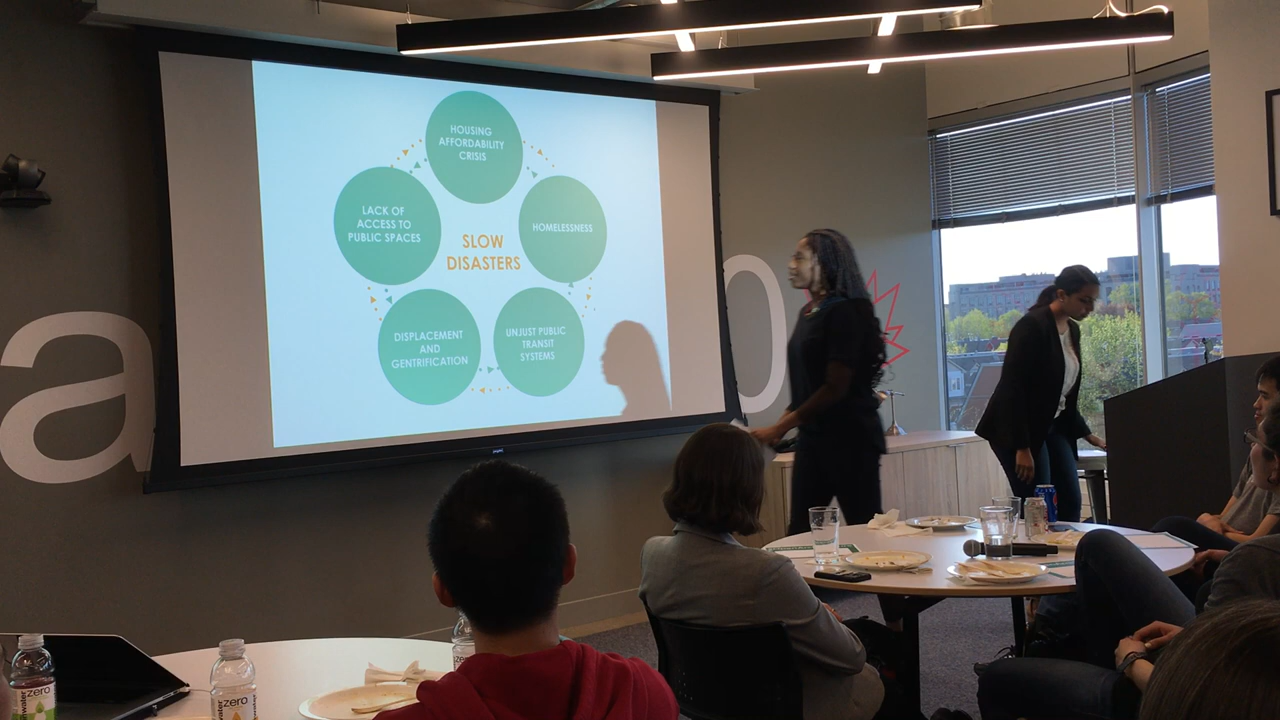 HOUSING
AFFORDABILITY
CRISIS
LACK OF
ACCESS TO
PUBLIC SPACES
HOMELESSNESS
SLOW
DISASTERS
DISPLACEMENT
AND
GENTRIFICATION
UNJUST PUBLIC
TRANSIT
SYSTEMS
a
zero
zero